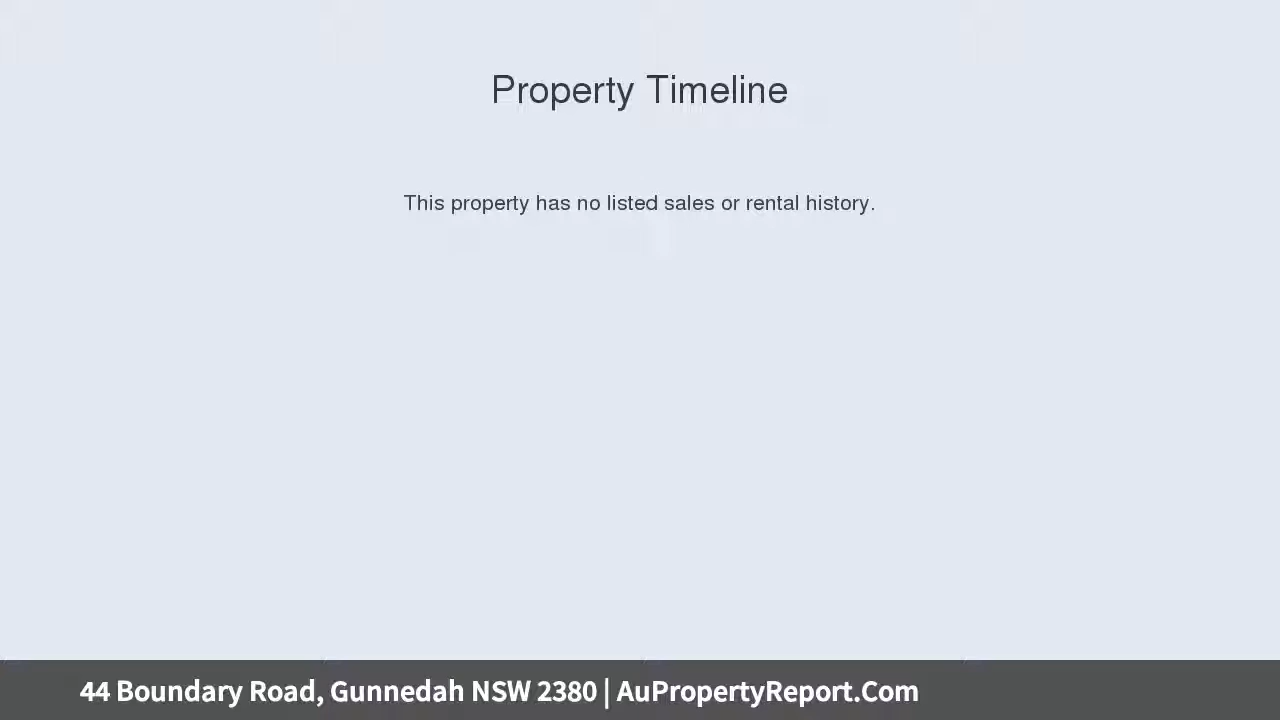 Property Timeline
This property has no listed sales or rental history.
44 Boundary Road, Gunnedah NSW 2380 | AuPropertyReport.Com